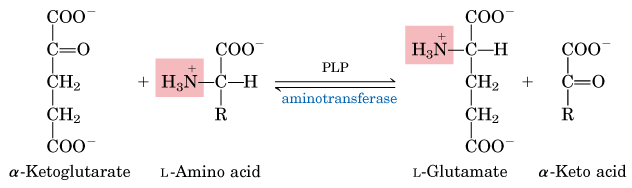 COO⁻
C=O
CH₂
CH₂
COO⁻
α-Ketoglutarate
+
COO⁻
H₃N⁺—C—H
R
L-Amino acid
PLP
aminotransferase
COO⁻
H₃N⁺—C—H
CH₂
CH₂
COO⁻
L-Glutamate
+
COO⁻
C=O
R
α-Keto acid